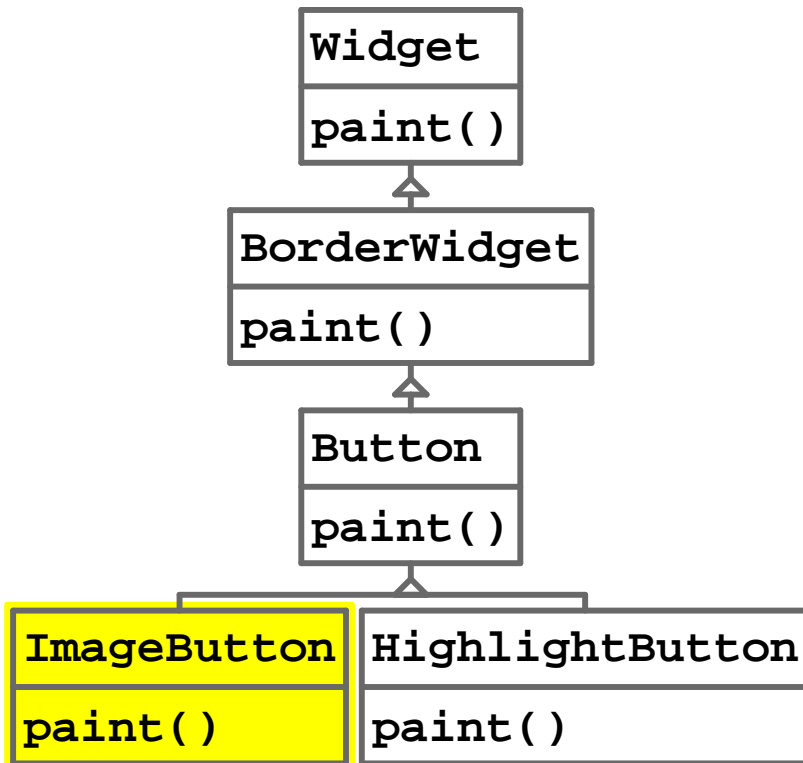 Widget
paint()
BorderWidget
paint()
Button
paint()
ImageButton
paint()
HighlightButton
paint()